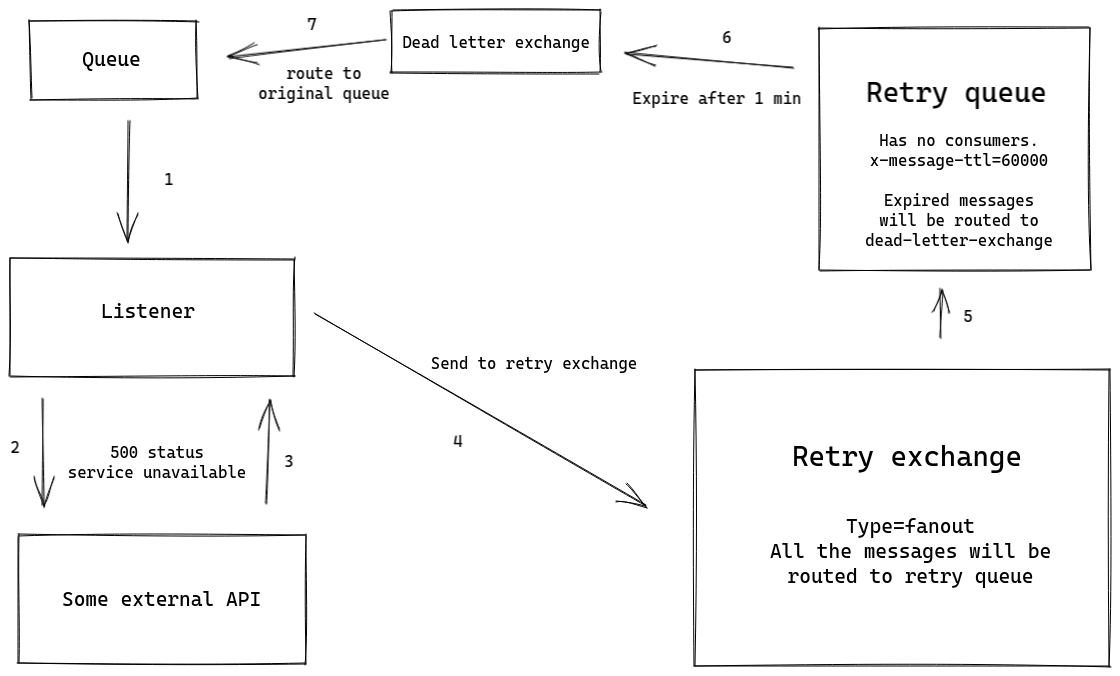 Queue
7
route to
original queue
Dead letter exchange
6
Expire after 1 min
Retry queue
Has no consumers.
x-message-ttl=60000
Expired messages
will be routed to
dead-letter-exchange
1
Listener
5
Send to retry exchange
4
2
500 status
service unavailable
3
Retry exchange
Type=fanout
All the messages will be
routed to retry queue
Some external API